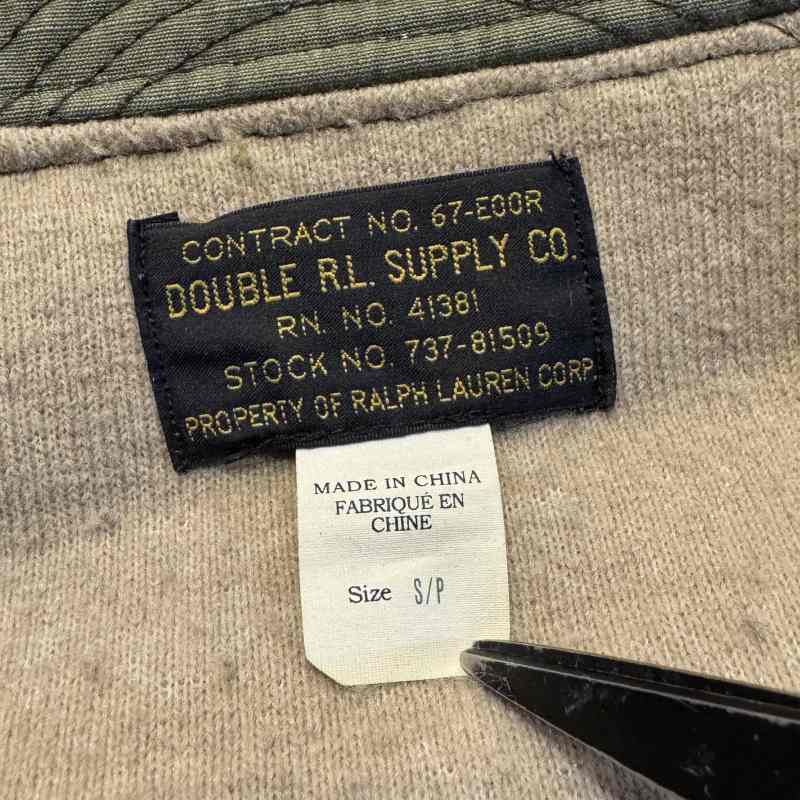 CONTRACT NO. 67-E00R
DOUBLE R.L. SUPPLY CO.
RN. NO. 41381
STOCK NO. 737-81509
PROPERTY OF RALPH LAUREN CORP
MADE IN CHINA
FABRIQUÉ EN
CHINE
Size S/P